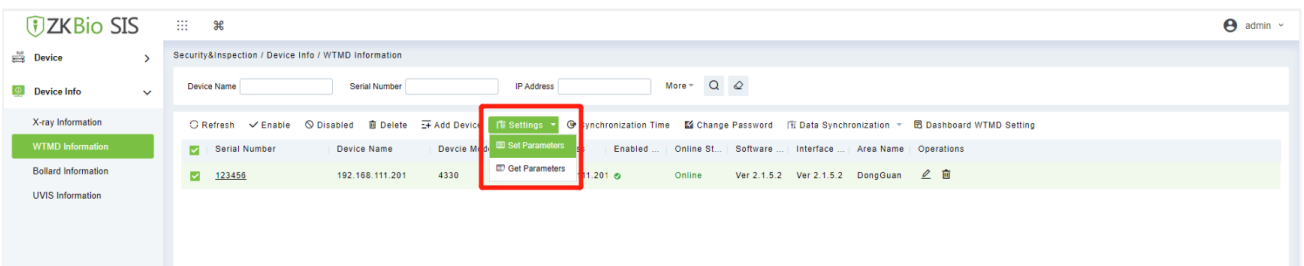 ZKBio SIS
admin
Device
Security&Inspection / Device Info / WTMD Information
Device Info
Device Name Serial Number IP Address More
X-ray Information
Refresh Enable Disabled Delete Add Device Settings Synchronization Time Change Password Data Synchronization Dashboard WTMD Setting
WTMD Information
Serial Number Device Name Devcie Set Parameters Enabled ... Online St... Software ... Interface ... Area Name Operations
Bollard Information
123456 192.168.111.201 4330 Get Parameters Online Ver 2.1.5.2 Ver 2.1.5.2 DongGuan
UVIS Information